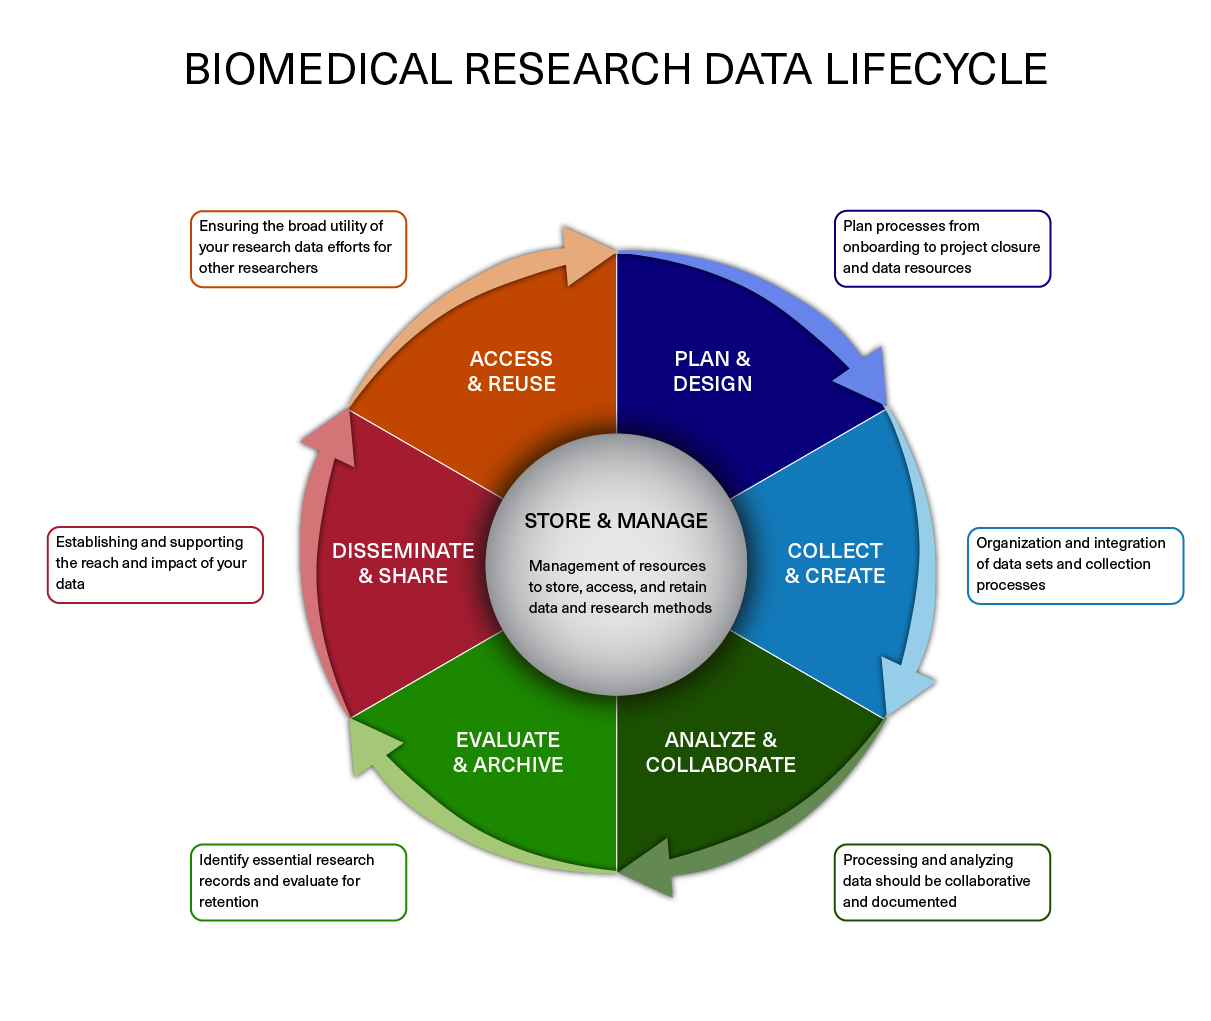 BIOMEDICAL RESEARCH DATA LIFECYCLE
Ensuring the broad utility of
your research data efforts for
other researchers
Plan processes from
onboarding to project closure
and data resources
ACCESS
& REUSE
PLAN &
DESIGN
Establishing and supporting
the reach and impact of your
data
DISSEMINATE
& SHARE
STORE & MANAGE
Management of resources
to store, access, and retain
data and research methods
COLLECT
& CREATE
Organization and integration
of data sets and collection
processes
EVALUATE
& ARCHIVE
ANALYZE &
COLLABORATE
Identify essential research
records and evaluate for
retention
Processing and analyzing
data should be collaborative
and documented